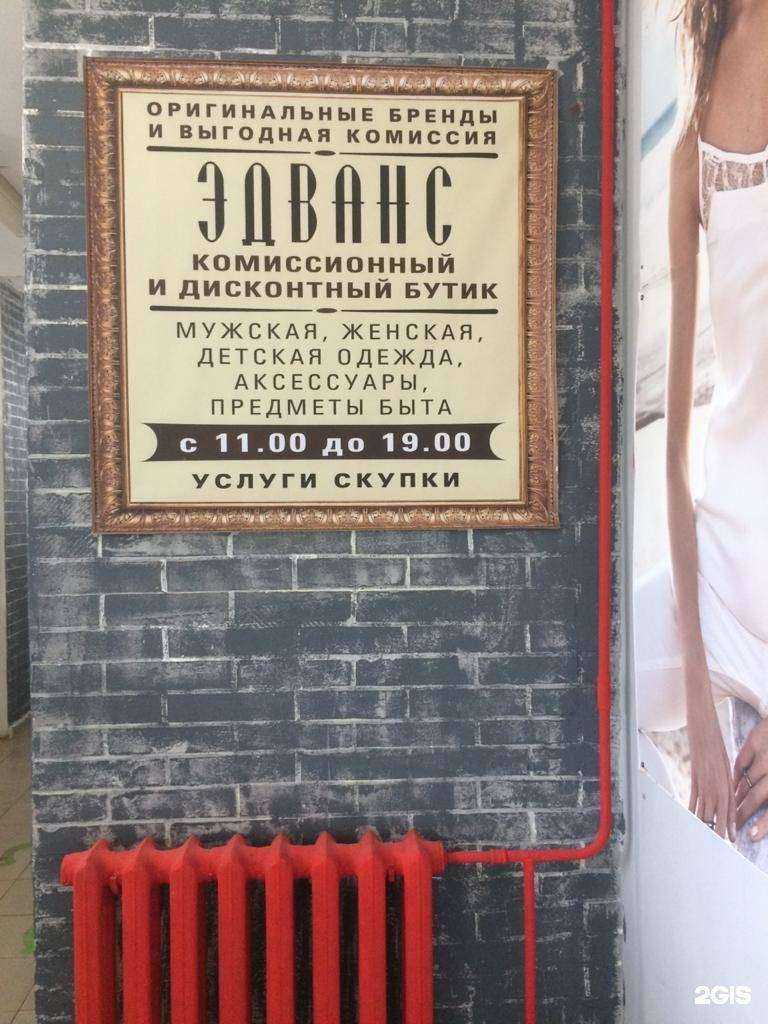 ОРИГИНАЛЬНЫЕ БРЕНДЫ
И ВЫГОДНАЯ КОМИССИЯ
ЭДВАНС
КОМИССИОННЫЙ
И ДИСКОНТНЫЙ БУТИК
МУЖСКАЯ, ЖЕНСКАЯ,
ДЕТСКАЯ ОДЕЖДА,
АКСЕССУАРЫ,
ПРЕДМЕТЫ БЫТА
с 11.00 до 19.00
УСЛУГИ СКУПКИ
2GIS